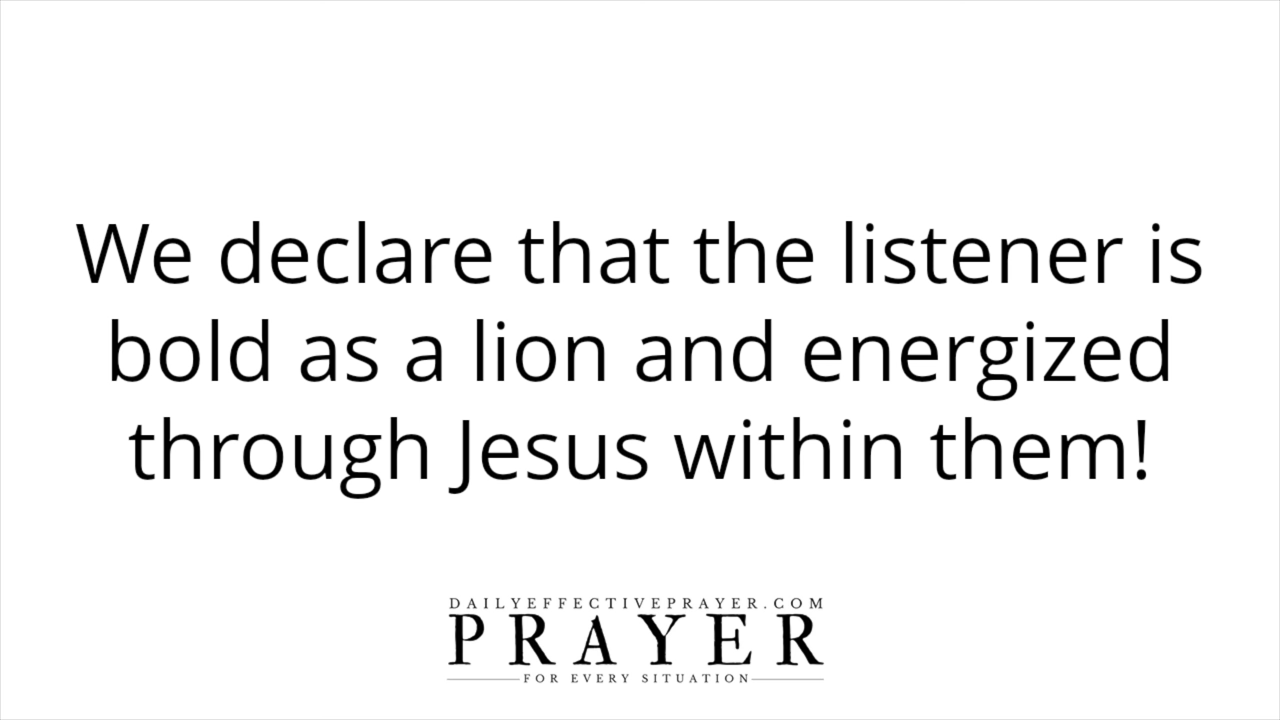 We declare that the listener is
bold as a lion and energized
through Jesus within them!
DAILYEFFECTIVEPRAYER.COM
PRAYER
FOR EVERY SITUATION